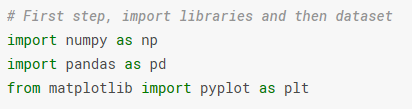 # First step, import libraries and then dataset
import numpy as np
import pandas as pd
from matplotlib import pyplot as plt